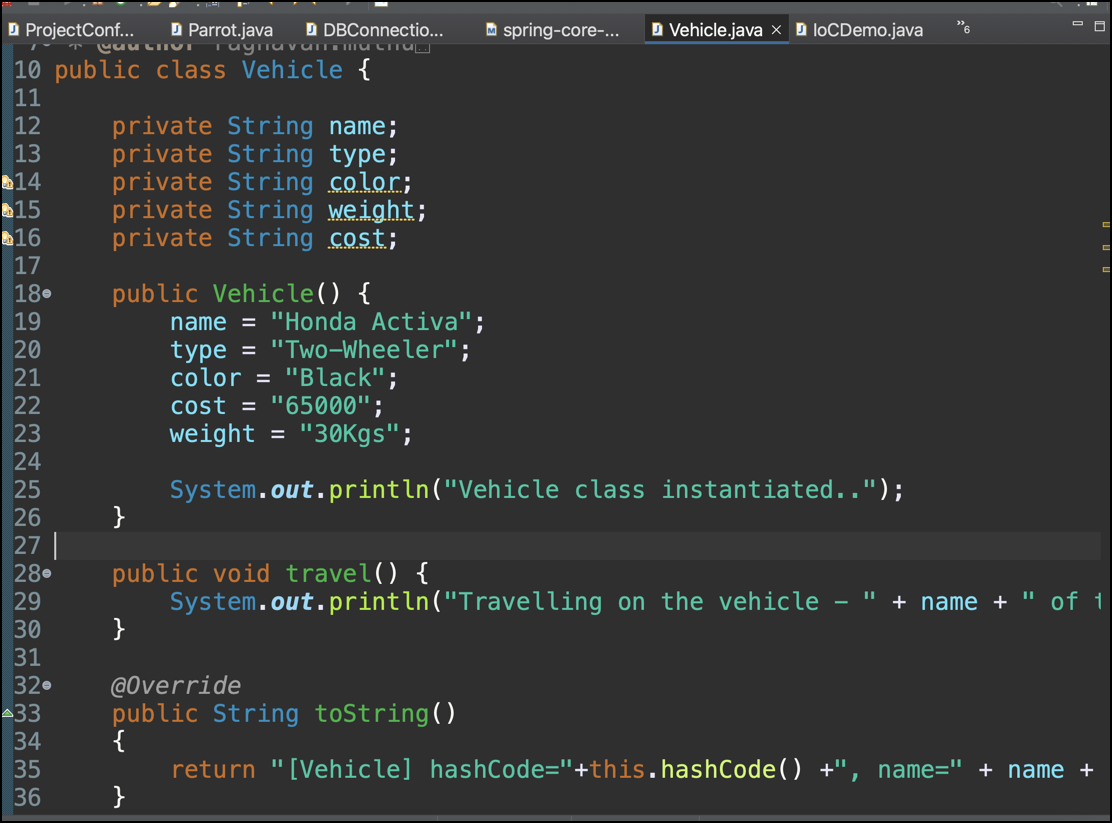 ProjectConf... Parrot.java DBConnectio... spring-core-... Vehicle.java IoCDemo.java "6
* @author raghavan.muthu
10 public class Vehicle {
11
12 private String name;
13 private String type;
14 private String color;
15 private String weight;
16 private String cost;
17
18 public Vehicle() {
19 name = "Honda Activa";
20 type = "Two-Wheeler";
21 color = "Black";
22 cost = "65000";
23 weight = "30Kgs";
24
25 System.out.println("Vehicle class instantiated..");
26 }
27
28 public void travel() {
29 System.out.println("Travelling on the vehicle - " + name + " of t
30 }
31
32 @Override
33 public String toString()
34 {
35 return "[Vehicle] hashCode="+this.hashCode() +", name=" + name +
36 }